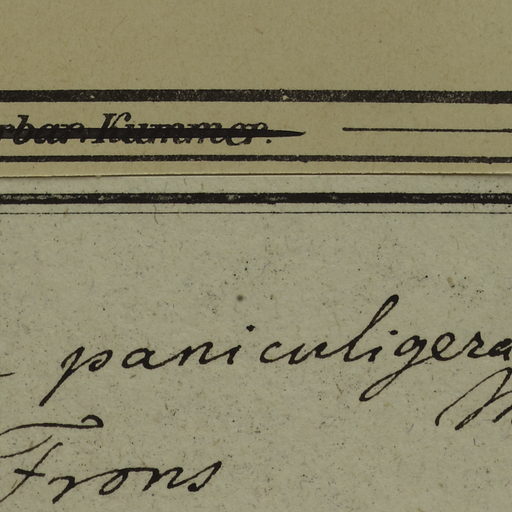 rban Kummer.
paniculigera
M
Frons